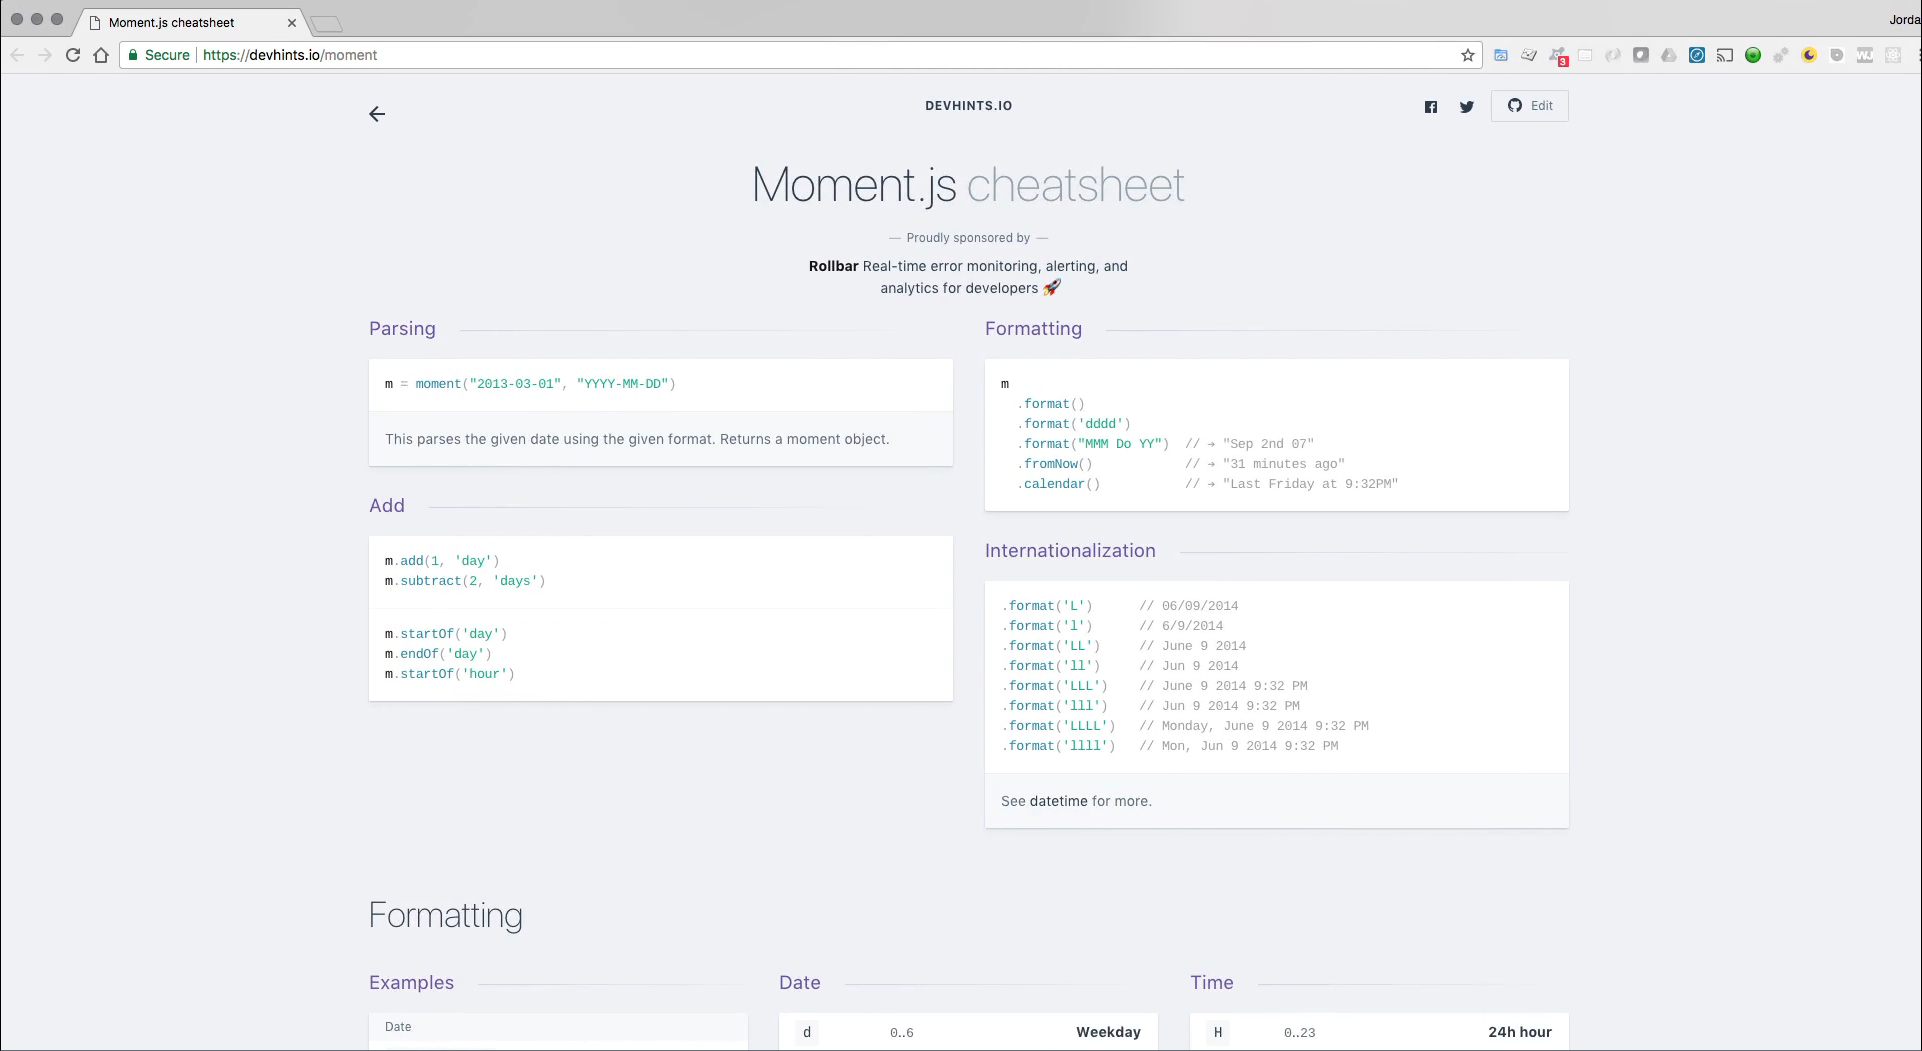 Moment.js cheatsheet
Jorda
Secure
https://devhints.io/moment
3
DEVHINTS.IO
Edit
Moment.js cheatsheet
— Proudly sponsored by —
Rollbar Real-time error monitoring, alerting, and
analytics for developers 🚀
Parsing
m = moment("2013-03-01", "YYYY-MM-DD")
This parses the given date using the given format. Returns a moment object.
Add
m.add(1, 'day')
m.subtract(2, 'days')
m.startOf('day')
m.endOf('day')
m.startOf('hour')
Formatting
m
.format()
.format('dddd')
.format("MMM Do YY") // → "Sep 2nd 07"
.fromNow() // → "31 minutes ago"
.calendar() // → "Last Friday at 9:32PM"
Internationalization
.format('L') // 06/09/2014
.format('l') // 6/9/2014
.format('LL') // June 9 2014
.format('ll') // Jun 9 2014
.format('LLL') // June 9 2014 9:32 PM
.format('lll') // Jun 9 2014 9:32 PM
.format('LLLL') // Monday, June 9 2014 9:32 PM
.format('llll') // Mon, Jun 9 2014 9:32 PM
See datetime for more.
Formatting
Examples
Date
Date
d 0..6 Weekday
Time
H 0..23 24h hour